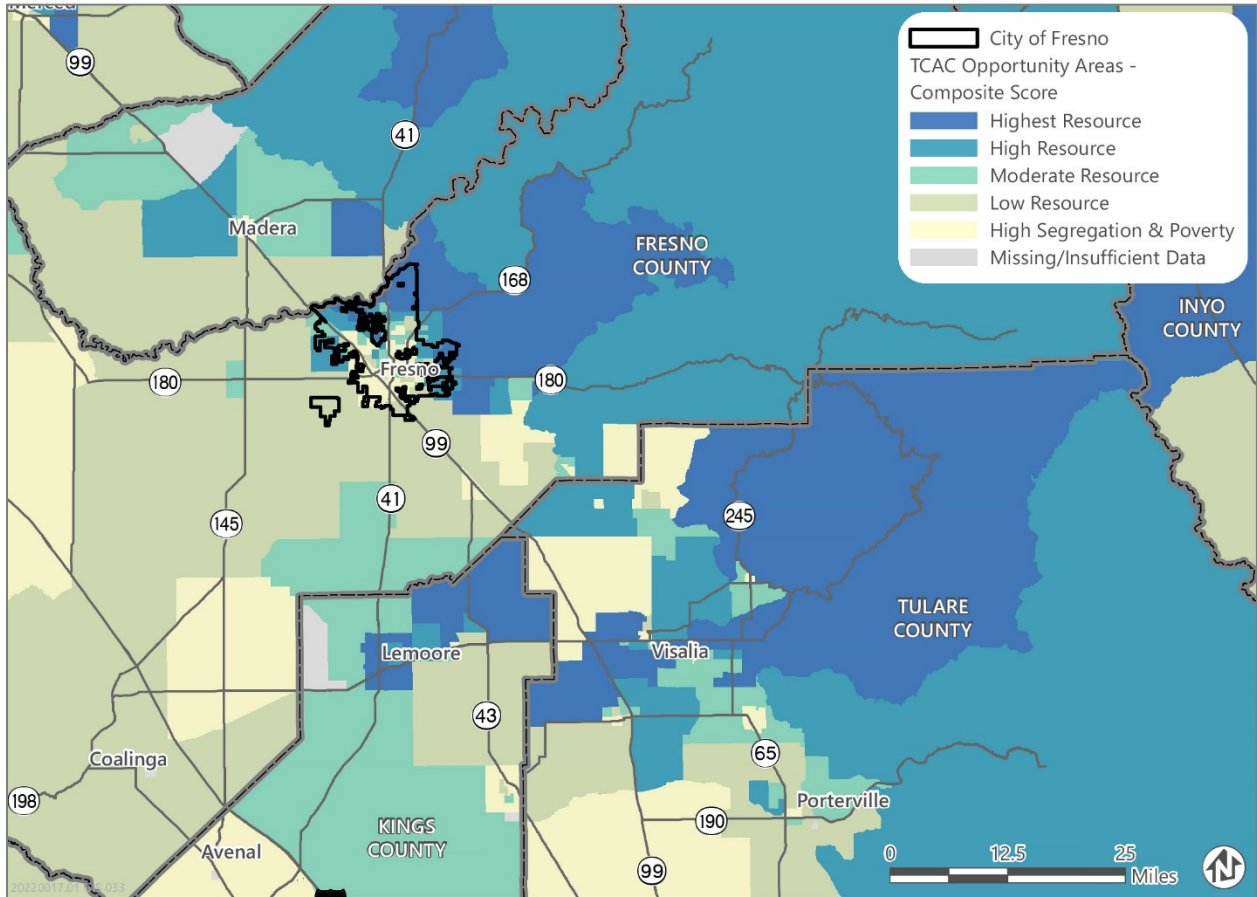 Merced
99
41
Madera
FRESNO
COUNTY
168
INYO
COUNTY
180
Fresno
180
99
41
145
245
TULARE
COUNTY
Lemoore
Visalia
43
65
Coalinga
198
Porterville
190
KINGS
COUNTY
Avenal
99
City of Fresno
TCAC Opportunity Areas -
Composite Score
Highest Resource
High Resource
Moderate Resource
Low Resource
High Segregation & Poverty
Missing/Insufficient Data
0 12.5 25
Miles
N